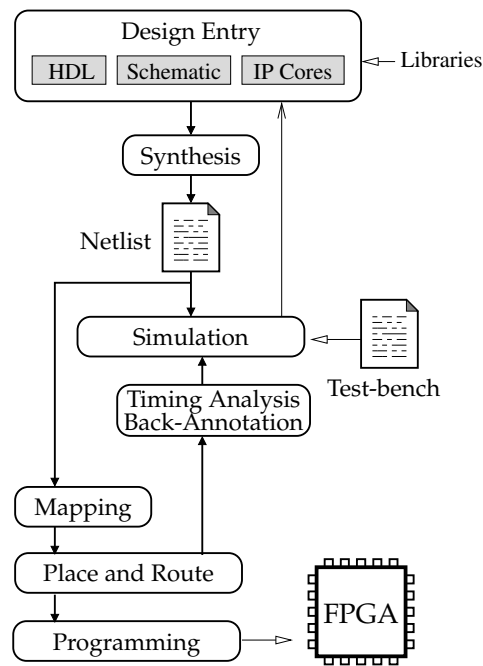 Design Entry
HDL
Schematic
IP Cores
Libraries
Synthesis
Netlist
Simulation
Test-bench
Timing Analysis
Back-Annotation
Mapping
Place and Route
FPGA
Programming